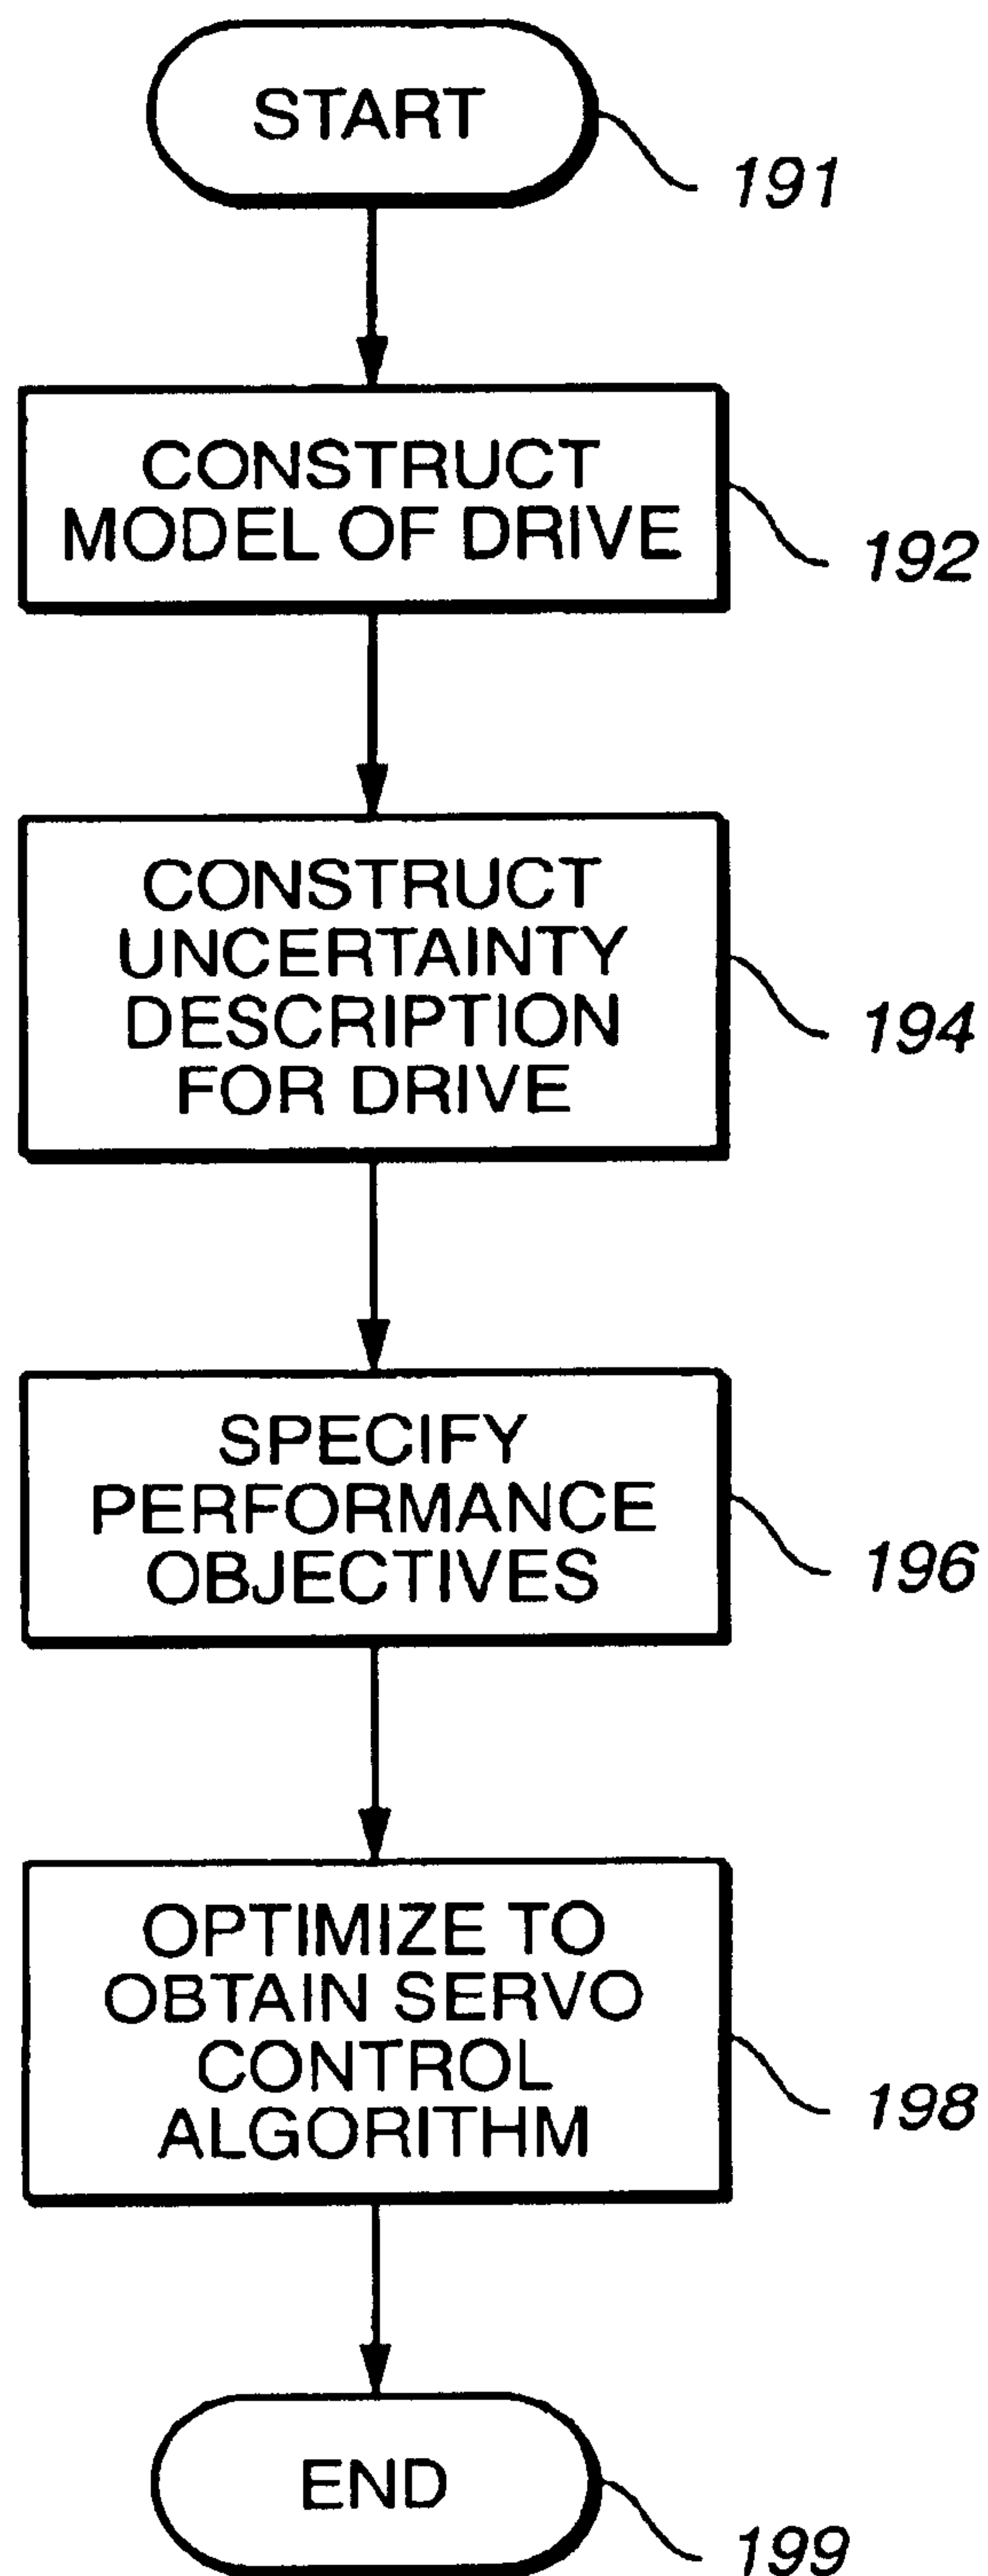 START
191
CONSTRUCT
MODEL OF DRIVE
192
CONSTRUCT
UNCERTAINTY
DESCRIPTION
FOR DRIVE
194
SPECIFY
PERFORMANCE
OBJECTIVES
196
OPTIMIZE TO
OBTAIN SERVO
CONTROL
ALGORITHM
198
END
199